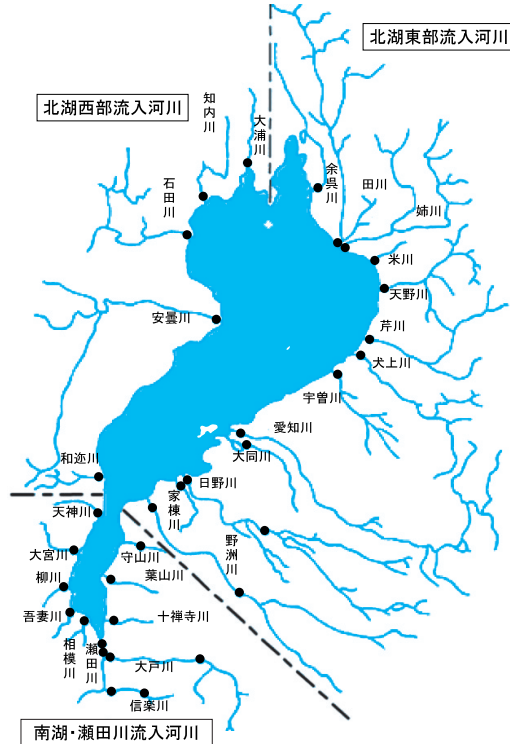 北湖東部流入河川
北湖西部流入河川
知内川
大浦川
石田川
余呉川
田川
姉川
米川
天野川
安曇川
芹川
犬上川
宇曽川
愛知川
大同川
和迩川
日野川
家棟川
天神川
野洲川
大宮川
守山川
柳川
葉山川
吾妻川
十禅寺川
相模川
瀬田川
大戸川
信楽川
南湖・瀬田川流入河川